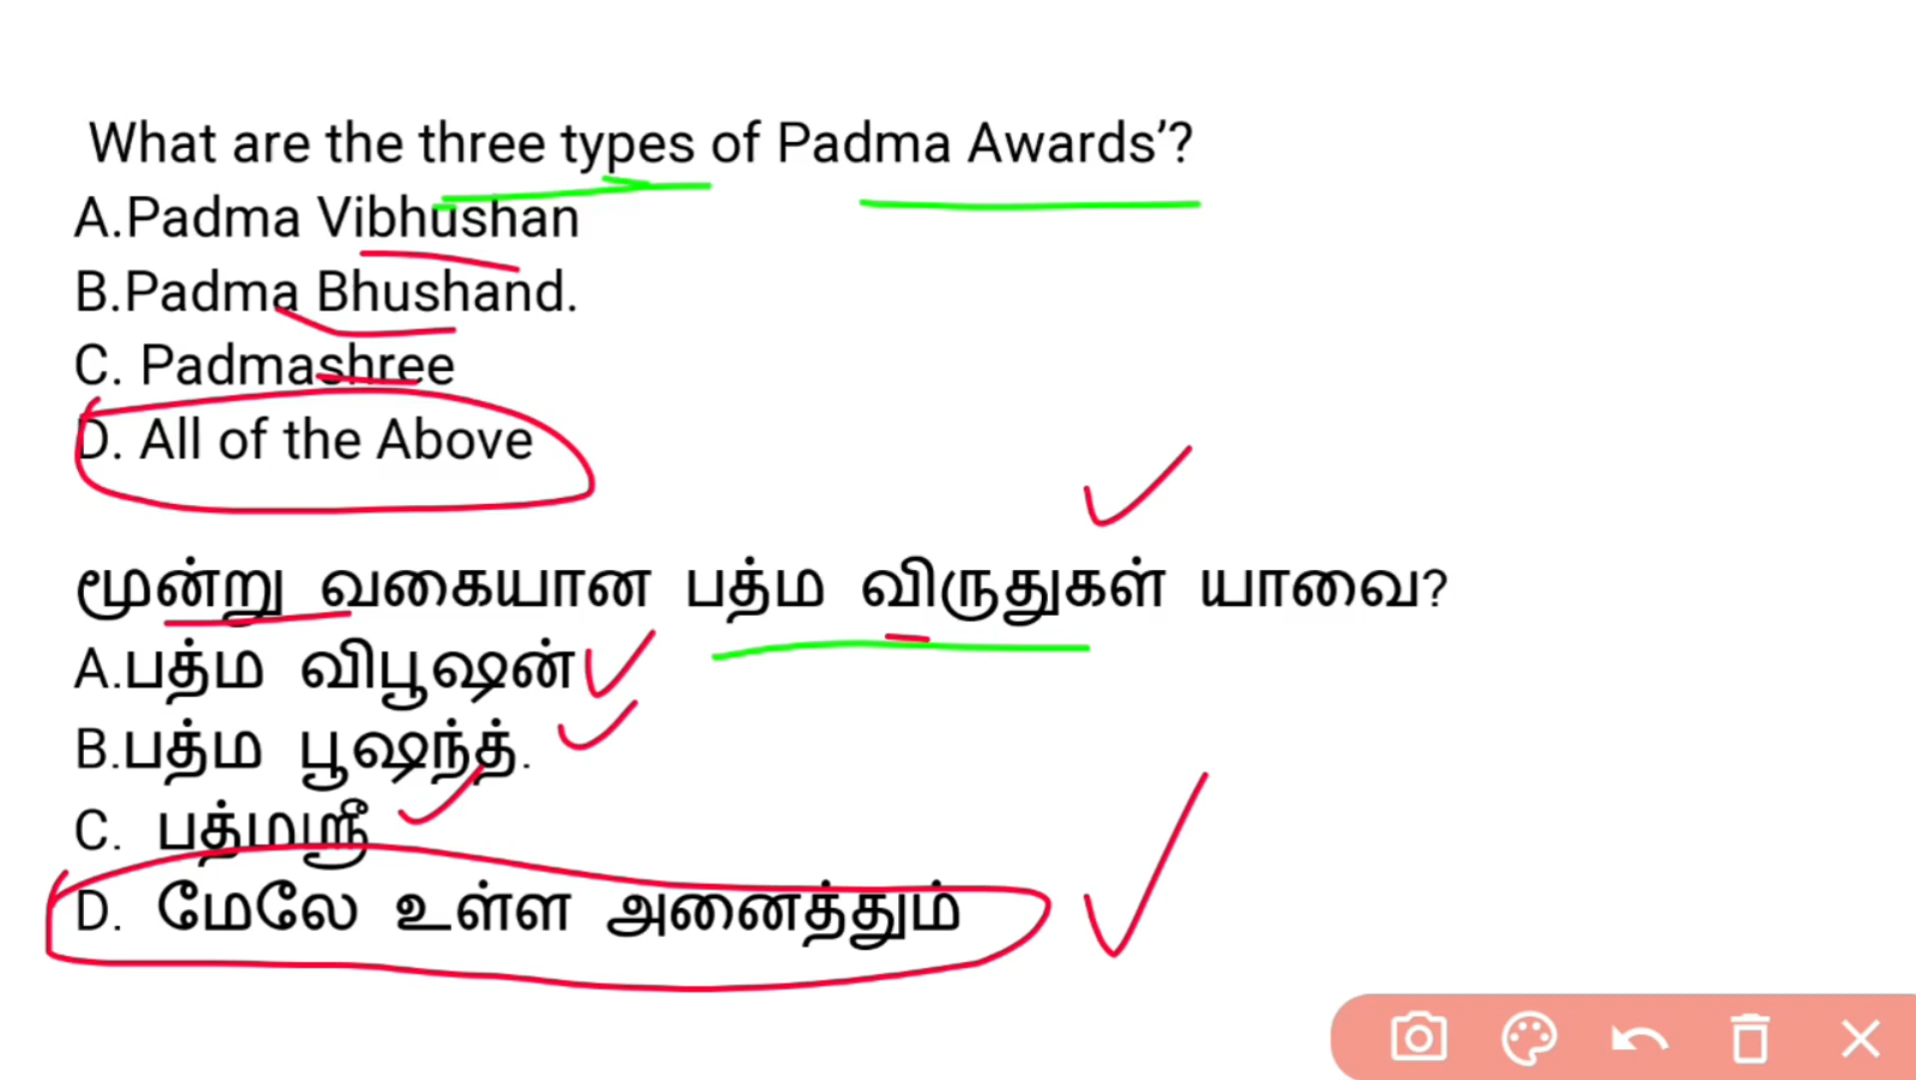 What are the three types of Padma Awards’?
A.Padma Vibhushan
B.Padma Bhushand.
C. Padmashree
D. All of the Above
மூன்று வகையான பத்ம விருதுகள் யாவை?
A.பத்ம விபூஷன்
B.பத்ம பூஷந்த்.
C. பத்மஸ்ரீ
D. மேலே உள்ள அனைத்தும்